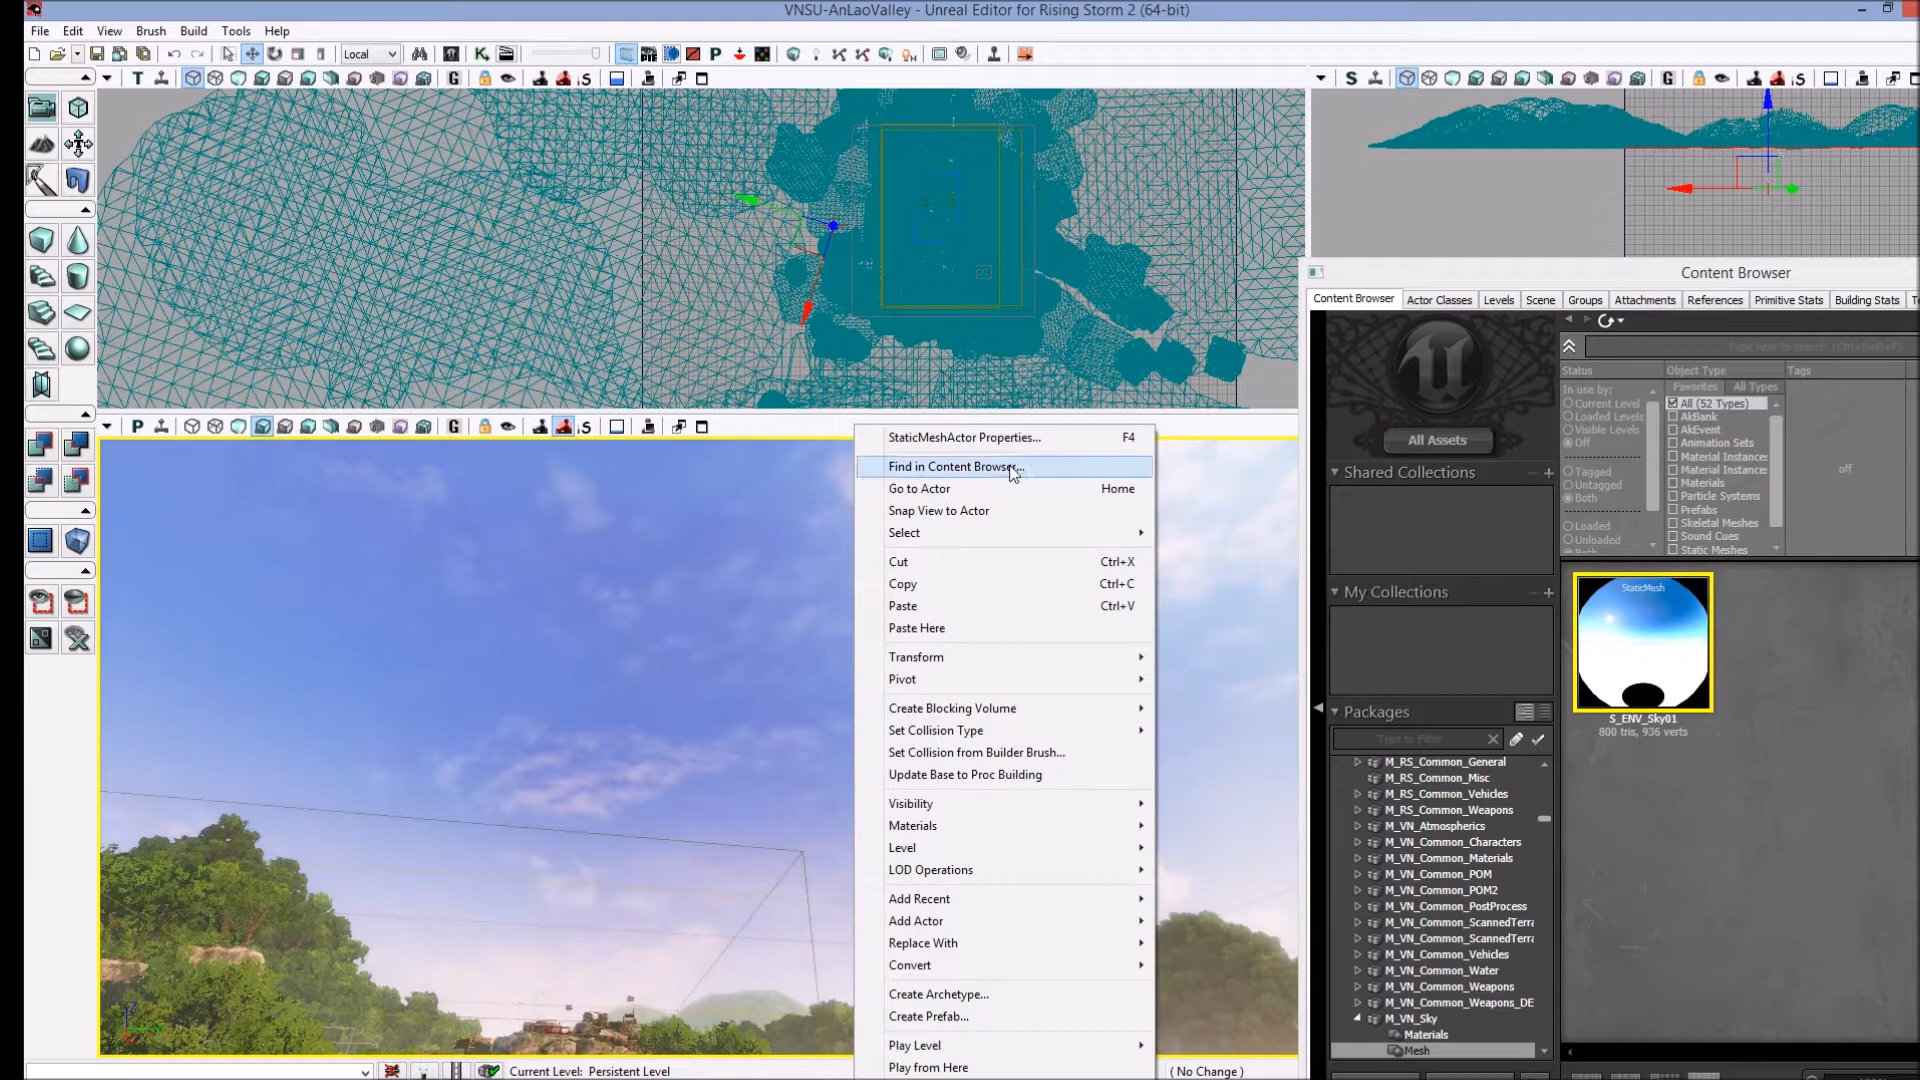 VNSU-AnLaoValley - Unreal Editor for Rising Storm 2 (64-bit)
File Edit View Brush Build Tools Help
Local
Content Browser
Content Browser Actor Classes Levels Scene Groups Attachments References Primitive Stats Building Stats
Status Object Type Tags
In use by: Favorites All Types
Current Level All (52 Types)
Loaded Levels AkBank
Visible Levels AkEvent
Off Animation Sets
Material Instance:
Tagged Material Instance:
Untagged Materials
Both Particle Systems
Prefabs
Loaded Skeletal Meshes
Unloaded Sound Cues
Both Static Meshes
off
All Assets
Shared Collections
My Collections
Packages
Type to Filter
M_RS_Common_General
M_RS_Common_Misc
M_RS_Common_Vehicles
M_RS_Common_Weapons
M_VN_Atmospherics
M_VN_Common_Characters
M_VN_Common_Materials
M_VN_Common_POM
M_VN_Common_POM2
M_VN_Common_PostProcess
M_VN_Common_ScannedTerra
M_VN_Common_ScannedTerra
M_VN_Common_Vehicles
M_VN_Common_Water
M_VN_Common_Weapons
M_VN_Common_Weapons_DE
M_VN_Sky
Materials
Mesh
StaticMesh
S_ENV_Sky01
800 tris, 936 verts
StaticMeshActor Properties... F4
Find in Content Browser...
Go to Actor Home
Snap View to Actor
Select
Cut Ctrl+X
Copy Ctrl+C
Paste Ctrl+V
Paste Here
Transform
Pivot
Create Blocking Volume
Set Collision Type
Set Collision from Builder Brush...
Update Base to Proc Building
Visibility
Materials
Level
LOD Operations
Add Recent
Add Actor
Replace With
Convert
Create Archetype...
Create Prefab...
Play Level
Play from Here
Current Level: Persistent Level
( No Change )